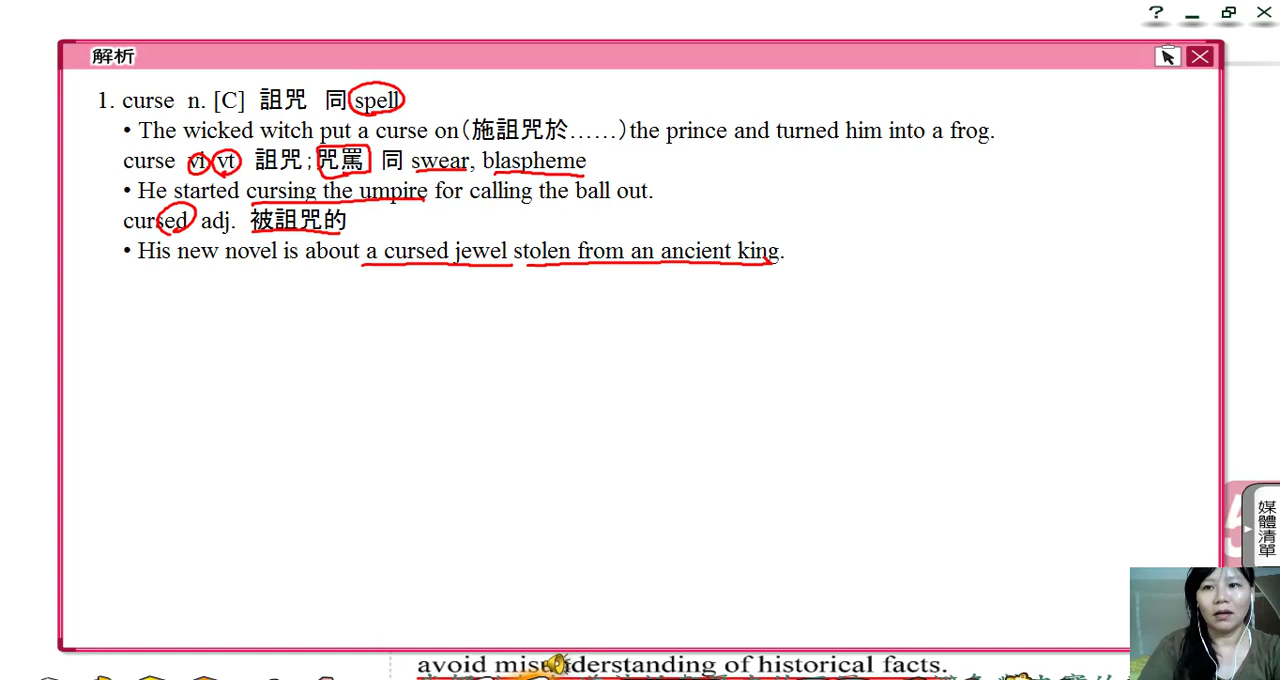 ?
解析
1. curse n. [C] 詛咒 同 spell
• The wicked witch put a curse on（施詛咒於……）the prince and turned him into a frog.
curse vi. vt. 詛咒；咒罵 同 swear, blaspheme
• He started cursing the umpire for calling the ball out.
cursed adj. 被詛咒的
• His new novel is about a cursed jewel stolen from an ancient king.
媒體清單
avoid misunderstanding of historical facts.